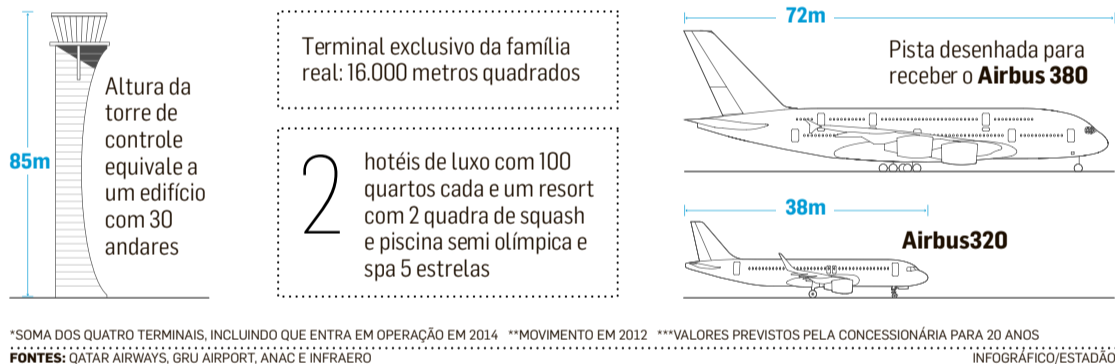 85m
Altura da
torre de
controle
equivale a
um edifício
com 30
andares
Terminal exclusivo da família
real: 16.000 metros quadrados
2
hotéis de luxo com 100
quartos cada e um resort
com 2 quadra de squash
e piscina semi olímpica e
spa 5 estrelas
72m
Pista desenhada para
receber o Airbus 380
38m
Airbus320
*SOMA DOS QUATRO TERMINAIS, INCLUINDO QUE ENTRA EM OPERAÇÃO EM 2014 **MOVIMENTO EM 2012 ***VALORES PREVISTOS PELA CONCESSIONÁRIA PARA 20 ANOS
FONTES: QATAR AIRWAYS, GRU AIRPORT, ANAC E INFRAERO
INFOGRÁFICO/ESTADÃO